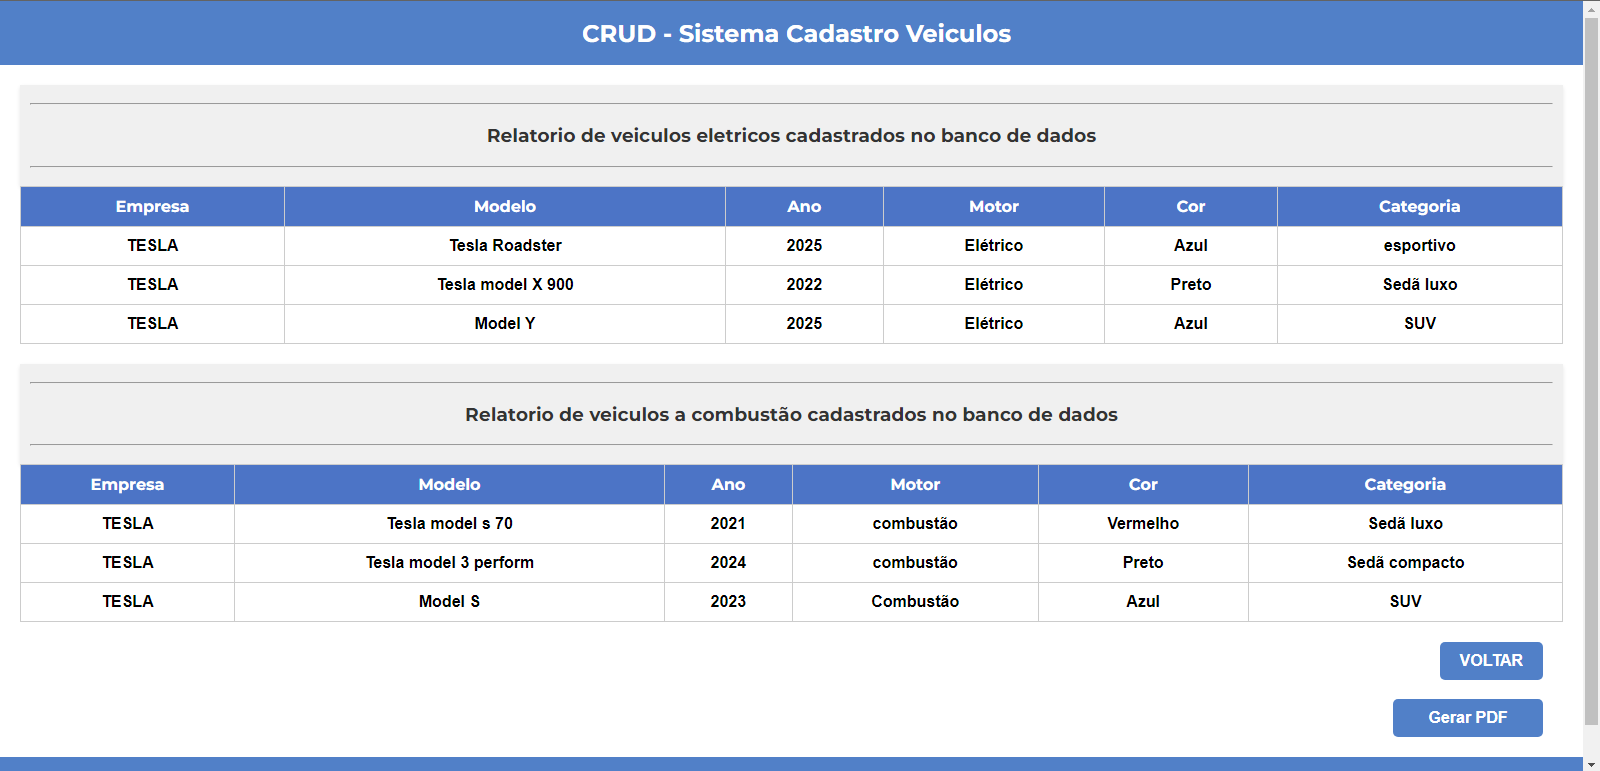 CRUD - Sistema Cadastro Veiculos
Relatorio de veiculos eletricos cadastrados no banco de dados
Empresa Modelo Ano Motor Cor Categoria
TESLA Tesla Roadster 2025 Elétrico Azul esportivo
TESLA Tesla model X 900 2022 Elétrico Preto Sedã luxo
TESLA Model Y 2025 Elétrico Azul SUV
Relatorio de veiculos a combustão cadastrados no banco de dados
Empresa Modelo Ano Motor Cor Categoria
TESLA Tesla model s 70 2021 combustão Vermelho Sedã luxo
TESLA Tesla model 3 perform 2024 combustão Preto Sedã compacto
TESLA Model S 2023 Combustão Azul SUV
VOLTAR
Gerar PDF